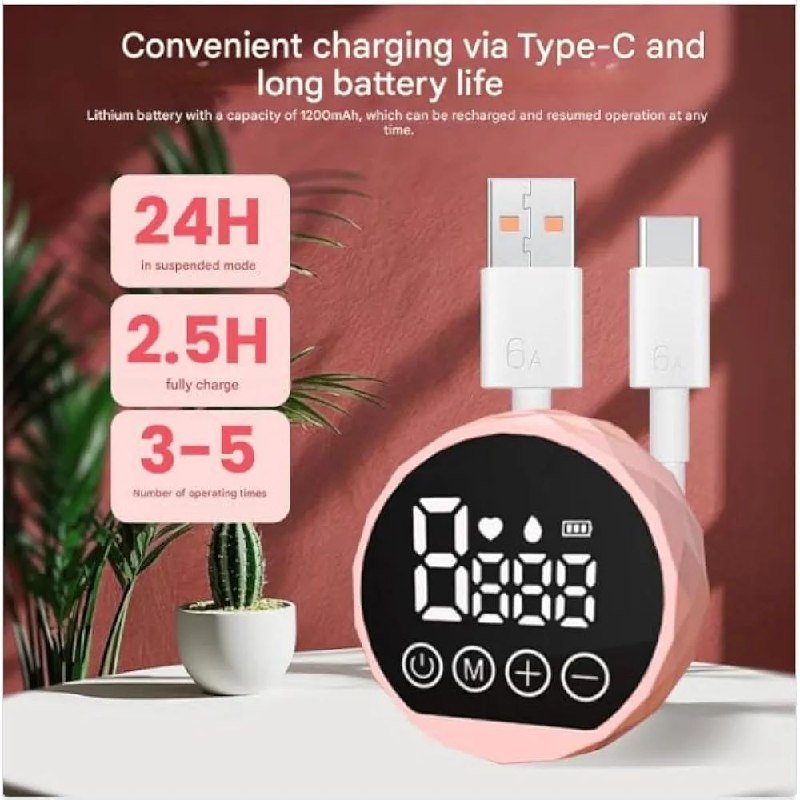 Convenient charging via Type-C and
long battery life
Lithium battery with a capacity of 1200mAh, which can be recharged and resumed operation at any
time.
24H
in suspended mode
2.5H
fully charge
3-5
Number of operating times
6A
6A
8 888
M